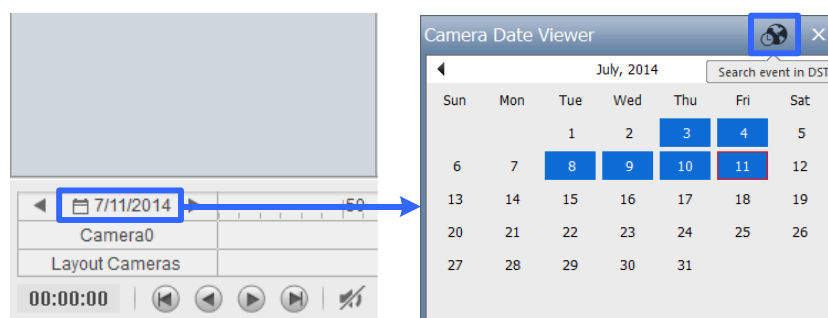 7/11/2014
Camera0
Layout Cameras
00:00:00
Camera Date Viewer
July, 2014
Search event in DST
Sun Mon Tue Wed Thu Fri Sat
1 2 3 4 5
6 7 8 9 10 11 12
13 14 15 16 17 18 19
20 21 22 23 24 25 26
27 28 29 30 31